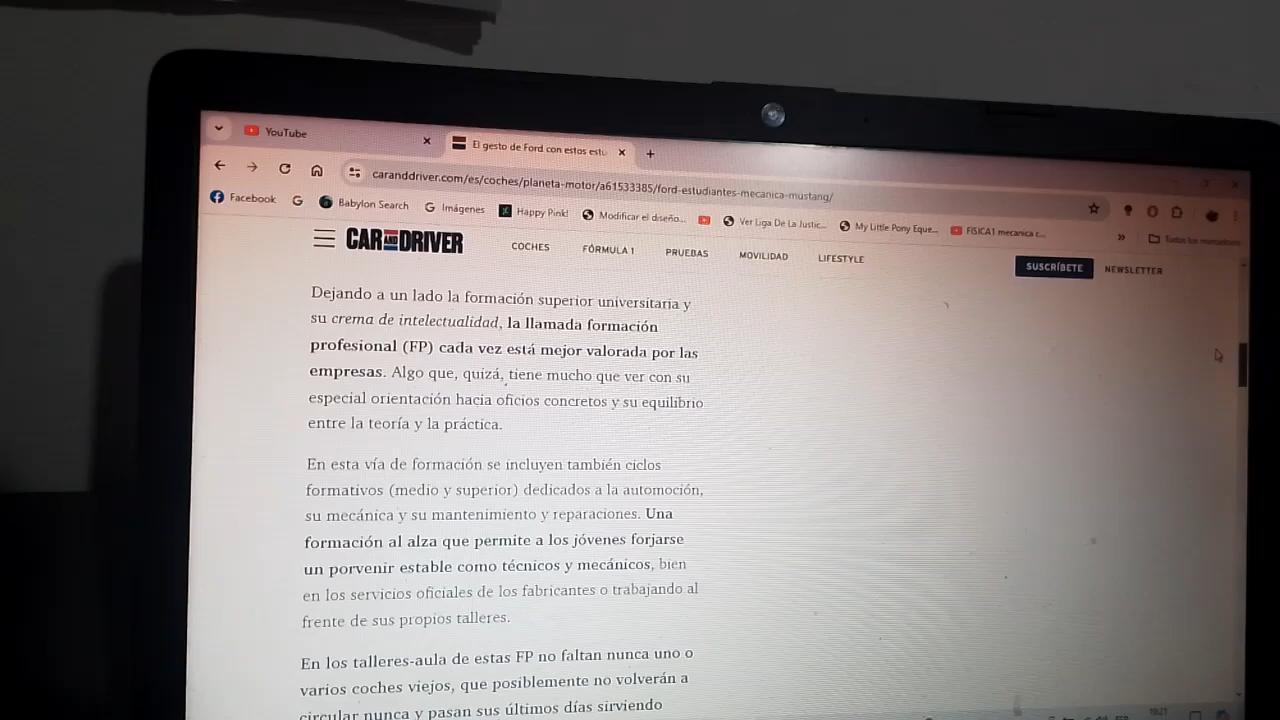 YouTube
El gesto de Ford con estos estu
caranddriver.com/es/coches/planeta-motor/a61533385/ford-estudiantes-mecanica-mustang/
Facebook
Babylon Search
Imágenes
Happy Pink!
Modificar el diseño...
Ver Liga De La Justic...
My Little Pony Eque...
FISICA1 mecanica c...
Todos los marcadores
CAR AND DRIVER
COCHES
FÓRMULA 1
PRUEBAS
MOVILIDAD
LIFESTYLE
SUSCRÍBETE
NEWSLETTER
Dejando a un lado la formación superior universitaria y
su crema de intelectualidad, la llamada formación
profesional (FP) cada vez está mejor valorada por las
empresas. Algo que, quizá, tiene mucho que ver con su
especial orientación hacia oficios concretos y su equilibrio
entre la teoría y la práctica.
En esta vía de formación se incluyen también ciclos
formativos (medio y superior) dedicados a la automoción,
su mecánica y su mantenimiento y reparaciones. Una
formación al alza que permite a los jóvenes forjarse
un porvenir estable como técnicos y mecánicos, bien
en los servicios oficiales de los fabricantes o trabajando al
frente de sus propios talleres.
En los talleres-aula de estas FP no faltan nunca uno o
varios coches viejos, que posiblemente no volverán a
circular nunca y pasan sus últimos días sirviendo